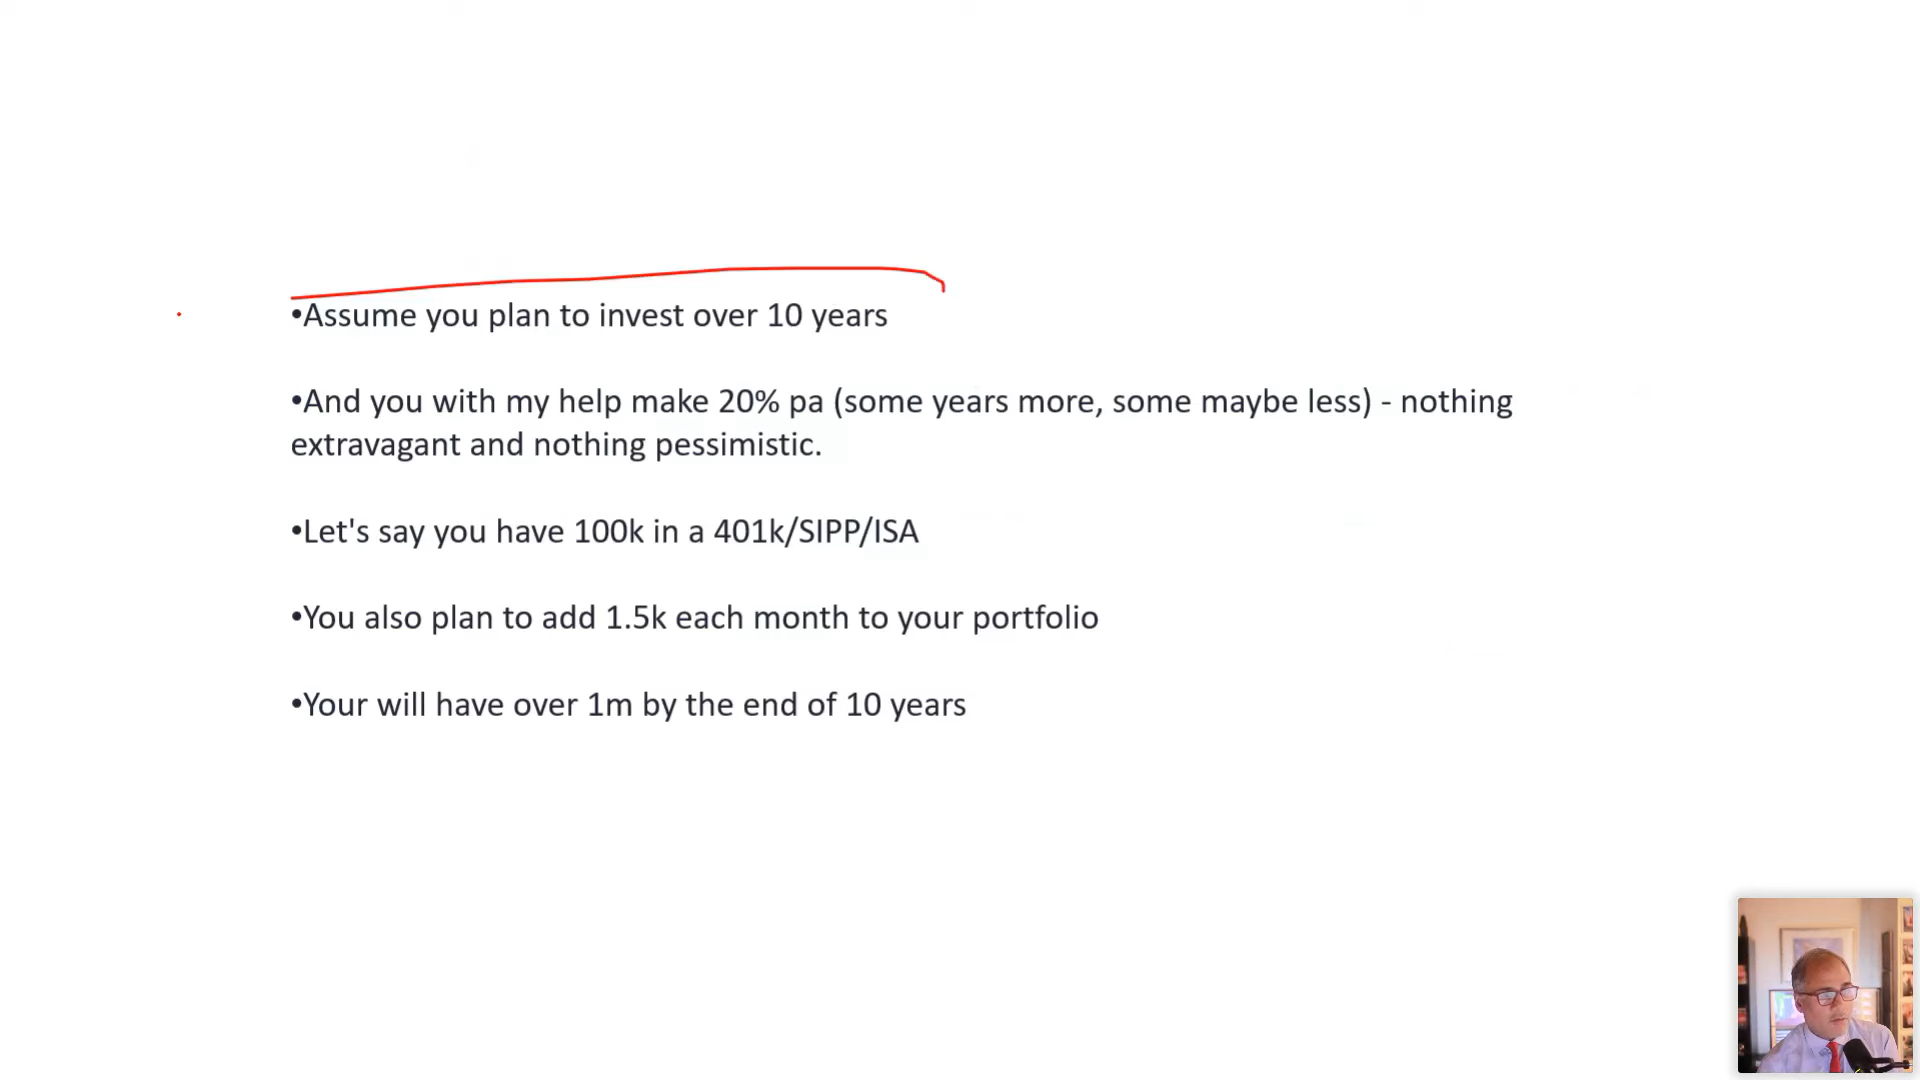 •Assume you plan to invest over 10 years
•And you with my help make 20% pa (some years more, some maybe less) - nothing
extravagant and nothing pessimistic.
•Let's say you have 100k in a 401k/SIPP/ISA
•You also plan to add 1.5k each month to your portfolio
•Your will have over 1m by the end of 10 years